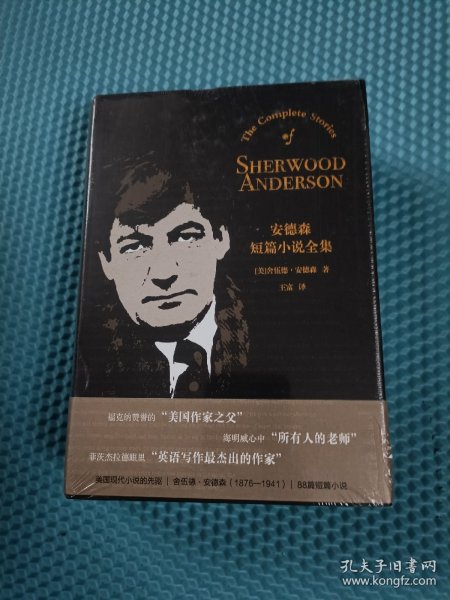 The Complete Stories
of
SHERWOOD
ANDERSON
安德森
短篇小说全集
[美]舍伍德·安德森 著
王富 译
福克纳赞誉的“美国作家之父”
海明威心中“所有人的老师”
菲茨杰拉德眼里“英语写作最杰出的作家”
美国现代小说的先驱｜舍伍德·安德森（1876—1941）｜88篇短篇小说
孔夫子旧书网
www.kongfz.com